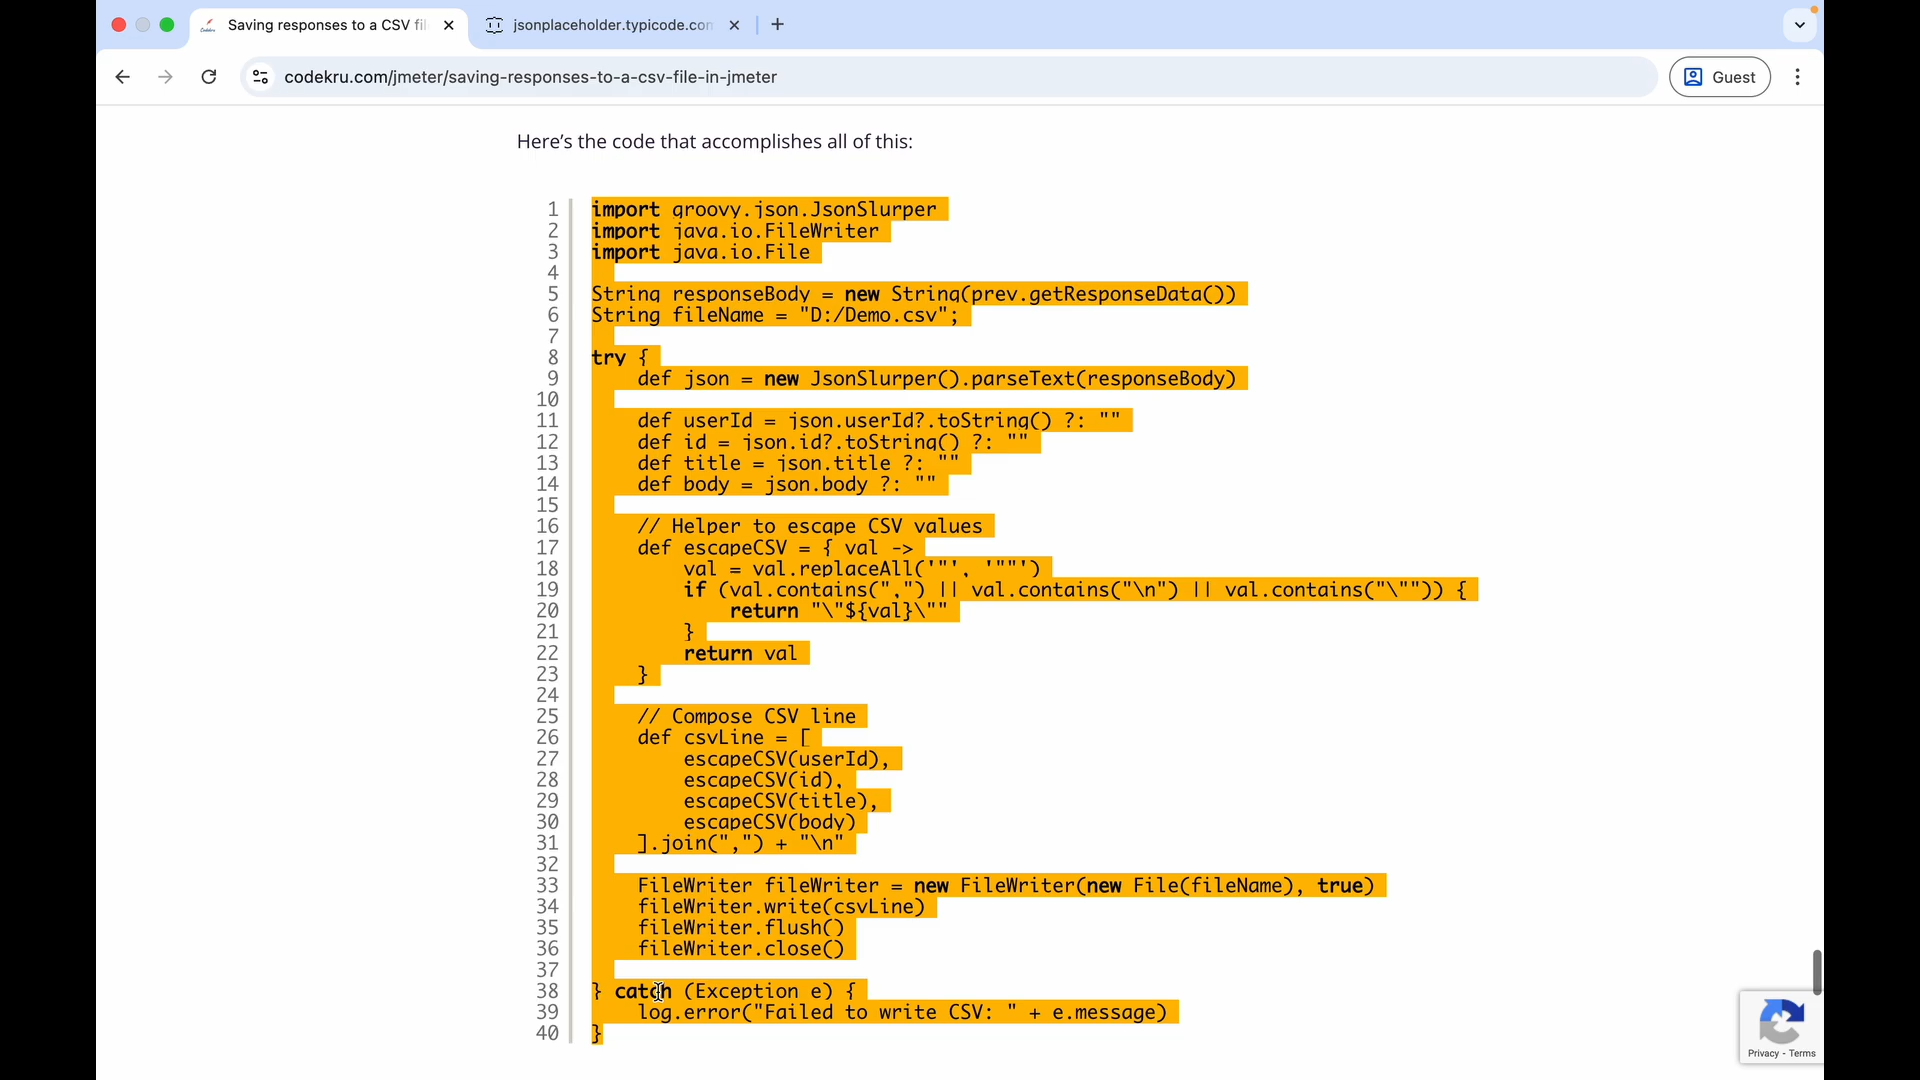 Saving responses to a CSV fil
jsonplaceholder.typicode.com
codekru.com/jmeter/saving-responses-to-a-csv-file-in-jmeter
Guest
Here’s the code that accomplishes all of this:
1 import groovy.json.JsonSlurper
2 import java.io.FileWriter
3 import java.io.File
4
5 String responseBody = new String(prev.getResponseData())
6 String fileName = "D:/Demo.csv";
7
8 try {
9     def json = new JsonSlurper().parseText(responseBody)
10
11     def userId = json.userId?.toString() ?: ""
12     def id = json.id?.toString() ?: ""
13     def title = json.title ?: ""
14     def body = json.body ?: ""
15
16     // Helper to escape CSV values
17     def escapeCSV = { val ->
18         val = val.replaceAll('"', '""')
19         if (val.contains(",") || val.contains("\n") || val.contains("\"")) {
20             return "\"${val}\""
21         }
22         return val
23     }
24
25     // Compose CSV line
26     def csvLine = [
27         escapeCSV(userId),
28         escapeCSV(id),
29         escapeCSV(title),
30         escapeCSV(body)
31     ].join(",") + "\n"
32
33     FileWriter fileWriter = new FileWriter(new File(fileName), true)
34     fileWriter.write(csvLine)
35     fileWriter.flush()
36     fileWriter.close()
37
38 } catch (Exception e) {
39     log.error("Failed to write CSV: " + e.message)
40 }
Privacy - Terms